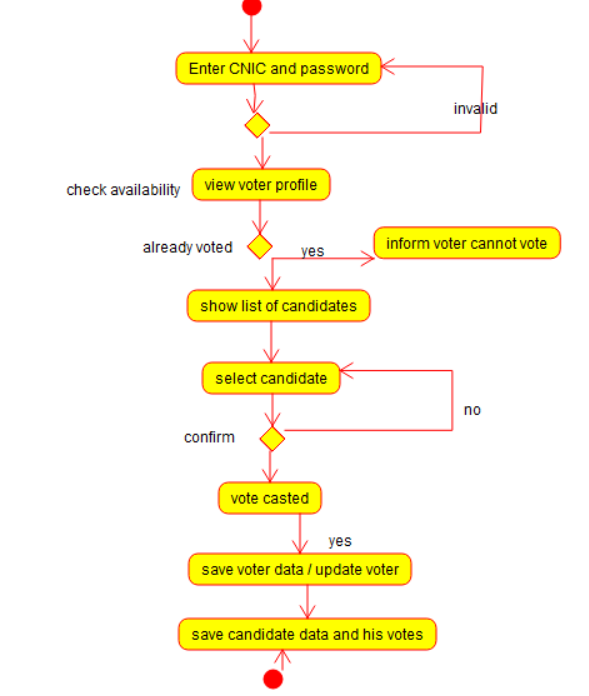 Enter CNIC and password
invalid
view voter profile
check availability
already voted
yes
inform voter cannot vote
show list of candidates
select candidate
no
confirm
vote casted
yes
save voter data / update voter
save candidate data and his votes